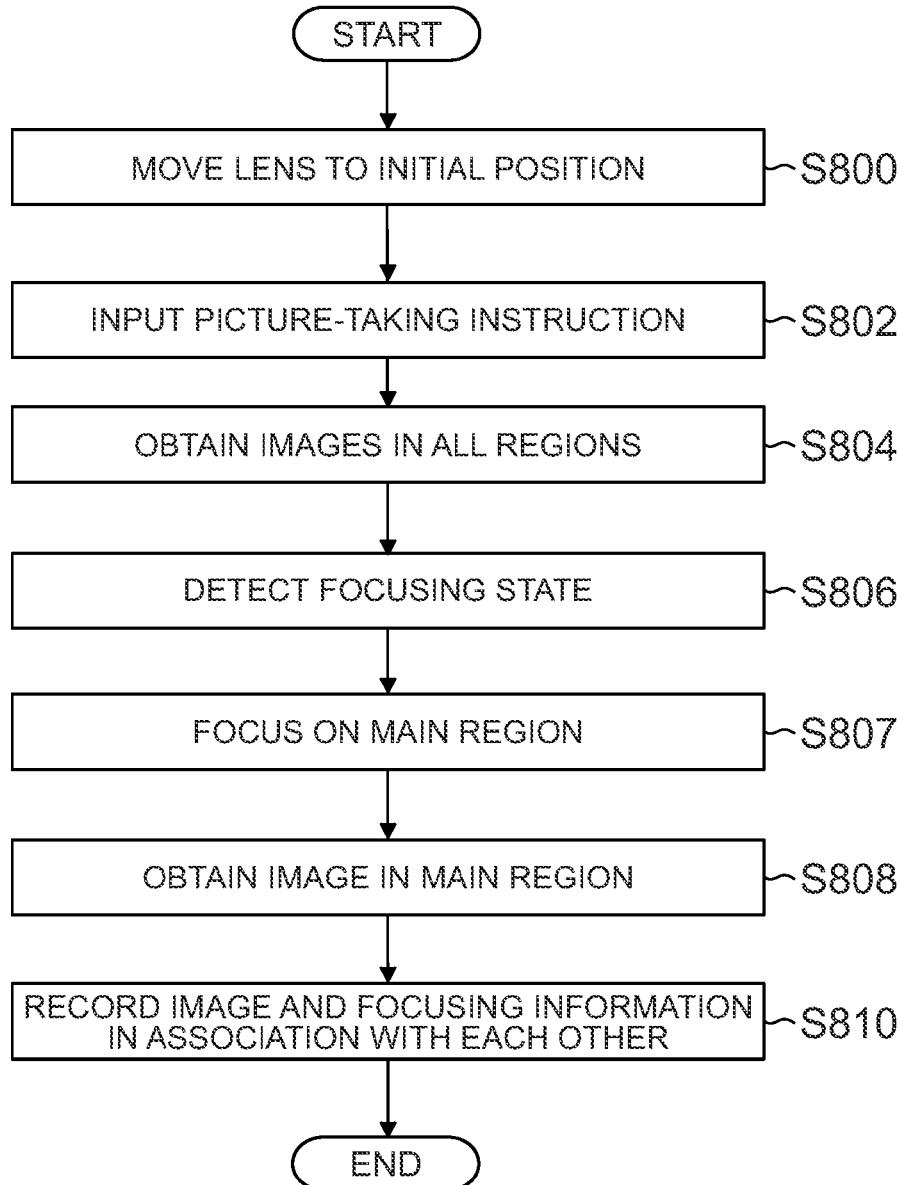 START
MOVE LENS TO INITIAL POSITION
S800
INPUT PICTURE-TAKING INSTRUCTION
S802
OBTAIN IMAGES IN ALL REGIONS
S804
DETECT FOCUSING STATE
S806
FOCUS ON MAIN REGION
S807
OBTAIN IMAGE IN MAIN REGION
S808
RECORD IMAGE AND FOCUSING INFORMATION
IN ASSOCIATION WITH EACH OTHER
S810
END